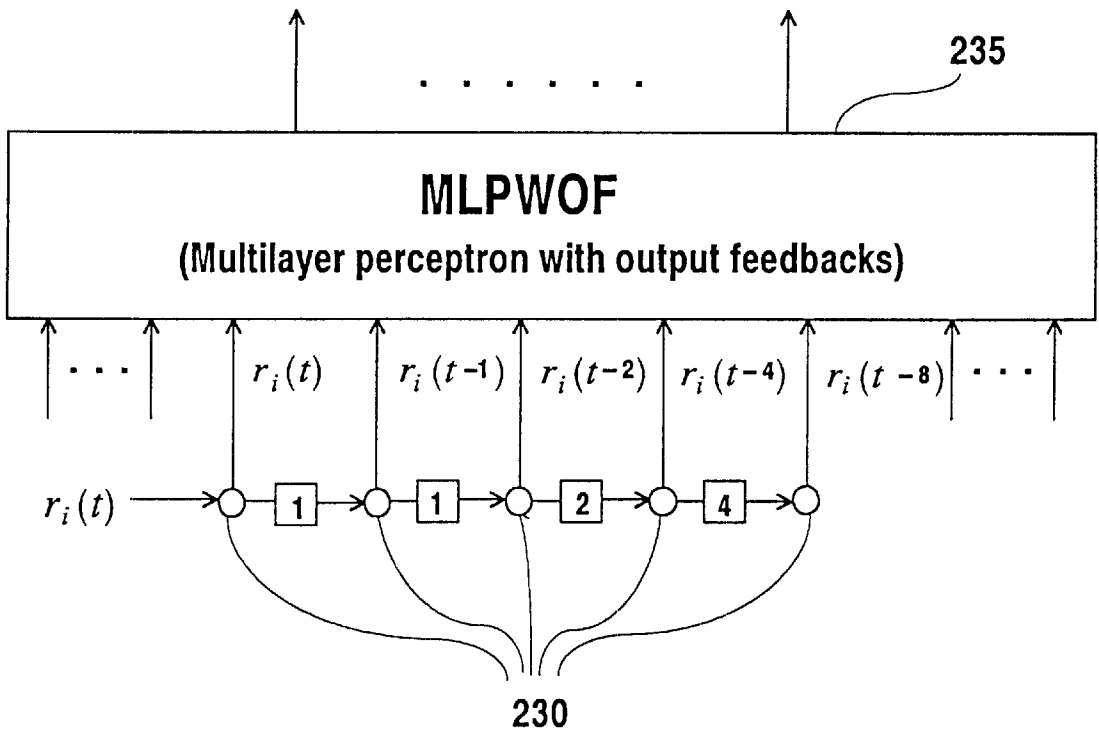 235
MLPWOF
(Multilayer perceptron with output feedbacks)
r_i(t) r_i(t-1) r_i(t-2) r_i(t-4) r_i(t-8)
r_i(t) 1 1 2 4
230